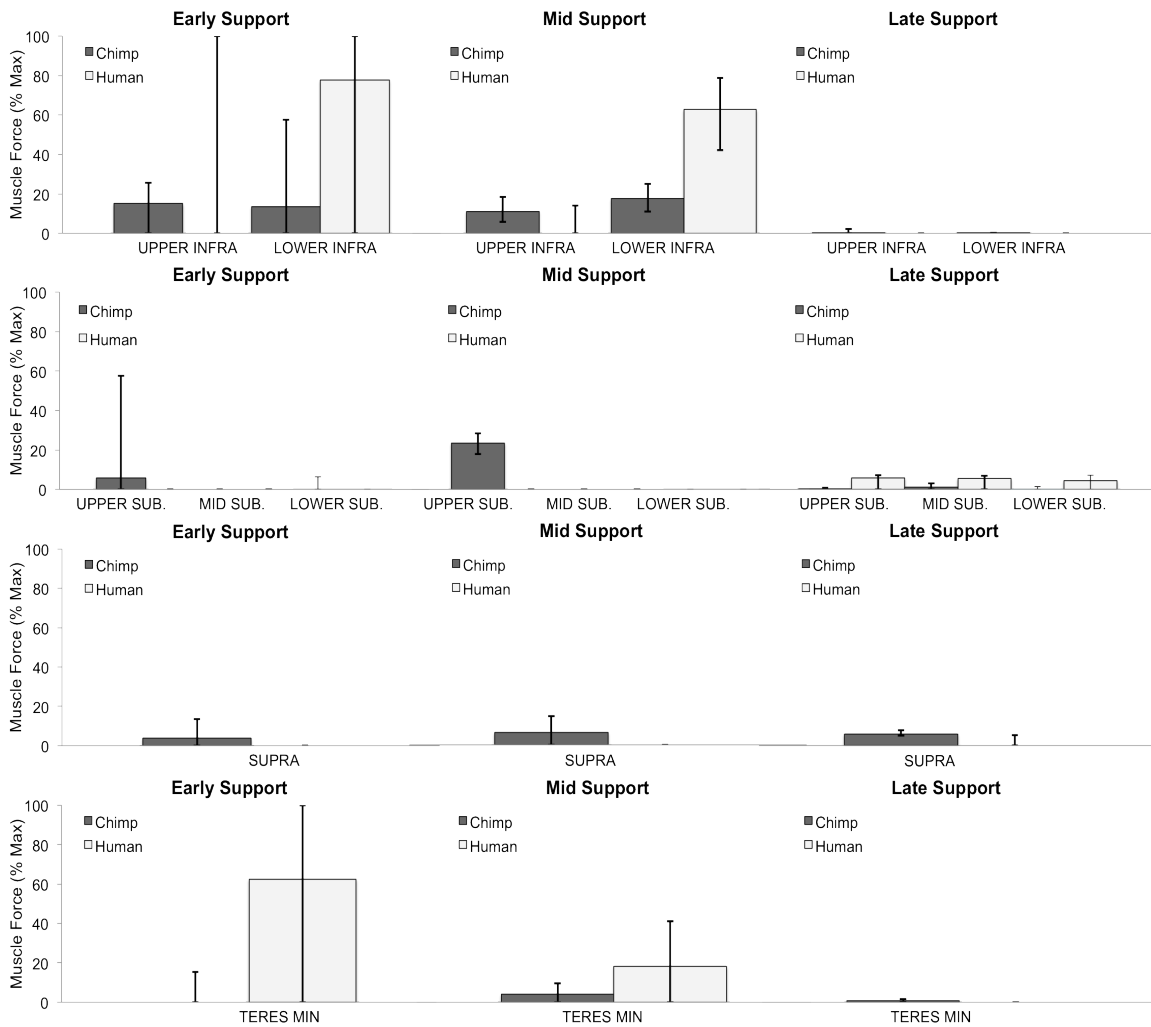 Early Support Mid Support Late Support
Muscle Force (% Max)
100
80
60
40
20
0
Chimp Chimp Chimp
Human Human Human
UPPER INFRA LOWER INFRA UPPER INFRA LOWER INFRA UPPER INFRA LOWER INFRA
Early Support Mid Support Late Support
Muscle Force (% Max)
100
80
60
40
20
0
Chimp Chimp Chimp
Human Human Human
UPPER SUB. MID SUB. LOWER SUB. UPPER SUB. MID SUB. LOWER SUB. UPPER SUB. MID SUB. LOWER SUB.
Early Support Mid Support Late Support
Muscle Force (% Max)
100
80
60
40
20
0
Chimp Chimp Chimp
Human Human Human
SUPRA SUPRA SUPRA
Early Support Mid Support Late Support
Muscle Force (% Max)
100
80
60
40
20
0
Chimp Chimp Chimp
Human Human Human
TERES MIN TERES MIN TERES MIN